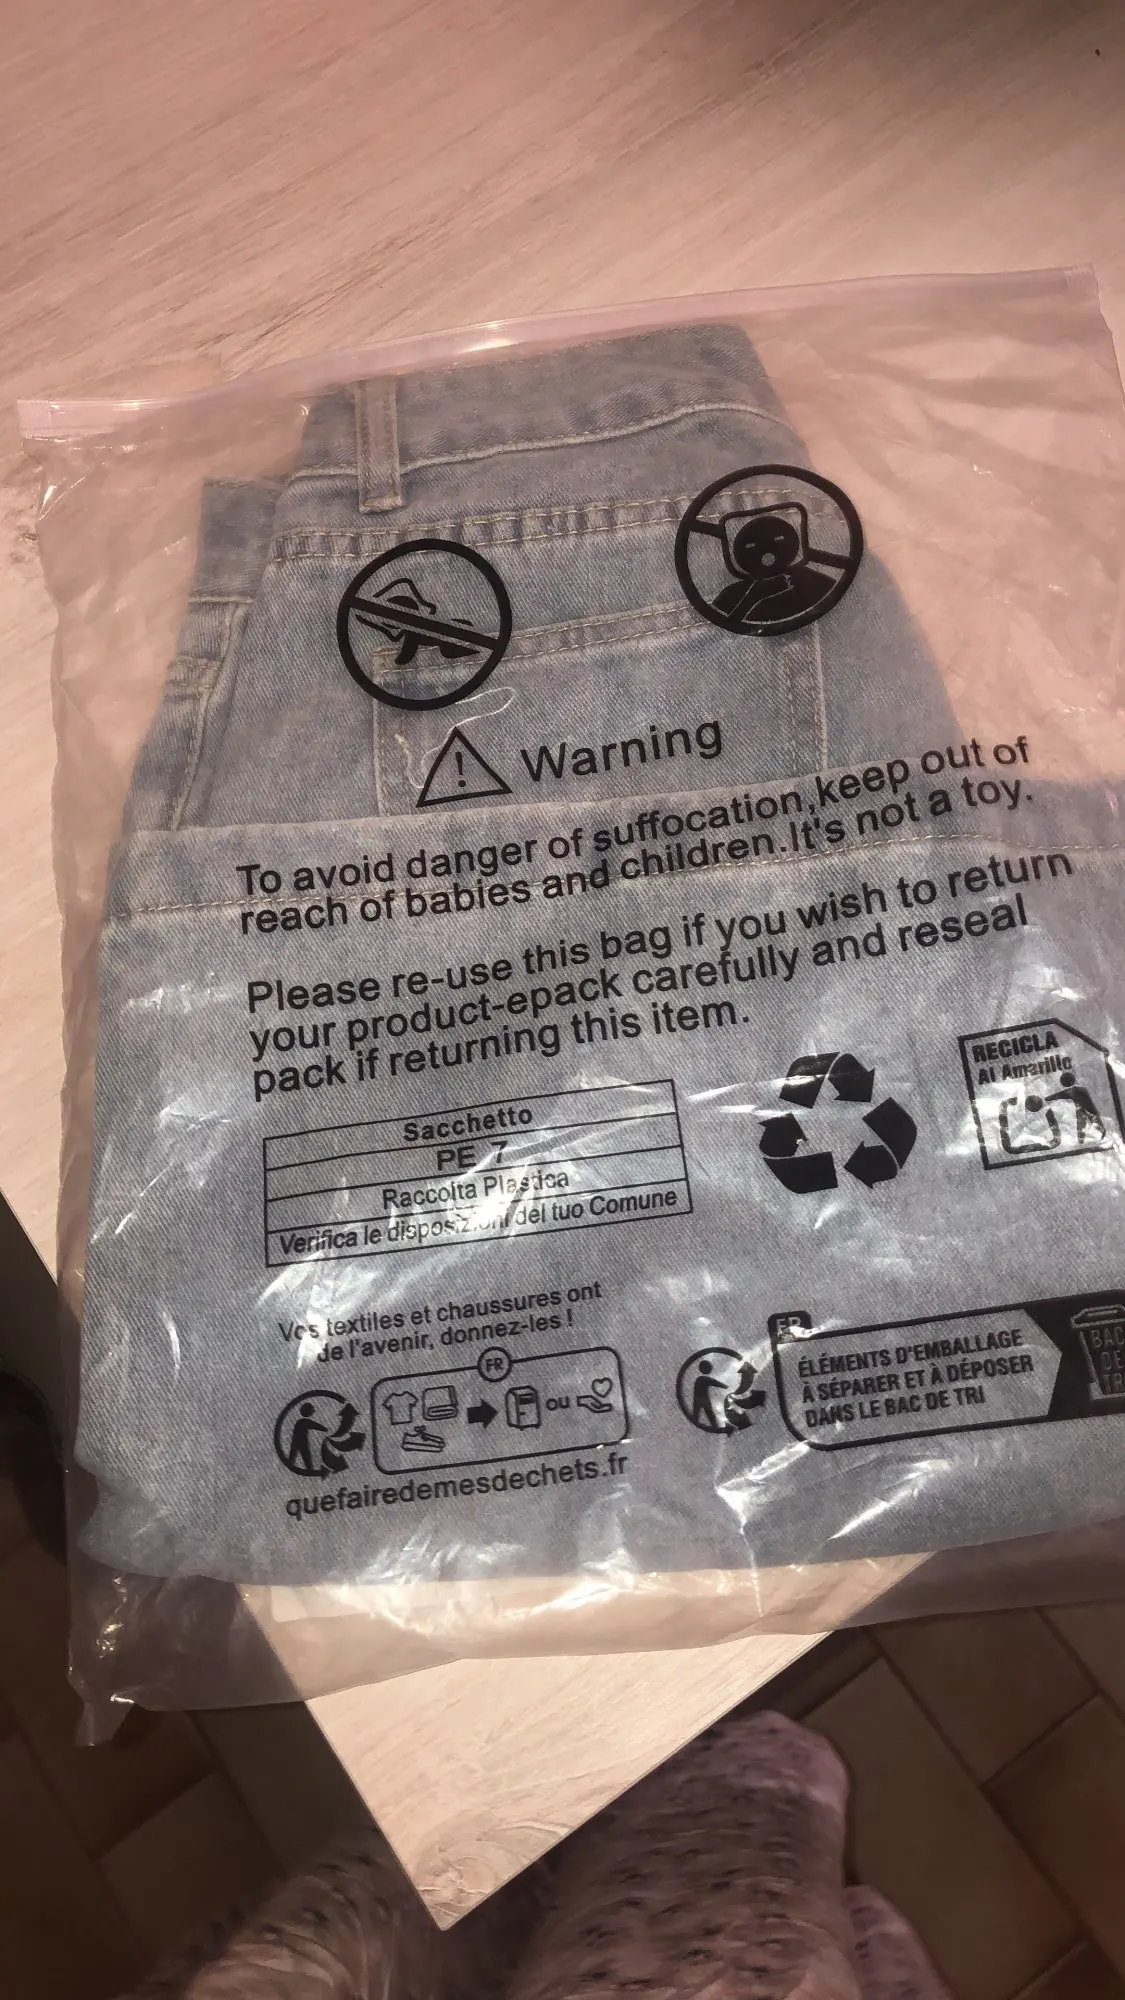 Warning
To avoid danger of suffocation,keep out of
reach of babies and children.It's not a toy.
Please re-use this bag if you wish to return
your product-epack carefully and reseal
pack if returning this item.
Sacchetto
PE 7
Raccolta Plastica
Verifica le disposizioni del tuo Comune
RECICLA
Al Amarillo
Vos textiles et chaussures ont
de l'avenir, donnez-les !
FR
ou
quefairedemesdechets.fr
FR
ÉLÉMENTS D'EMBALLAGE
À SÉPARER ET À DÉPOSER
DANS LE BAC DE TRI
BAC
DE
TRI